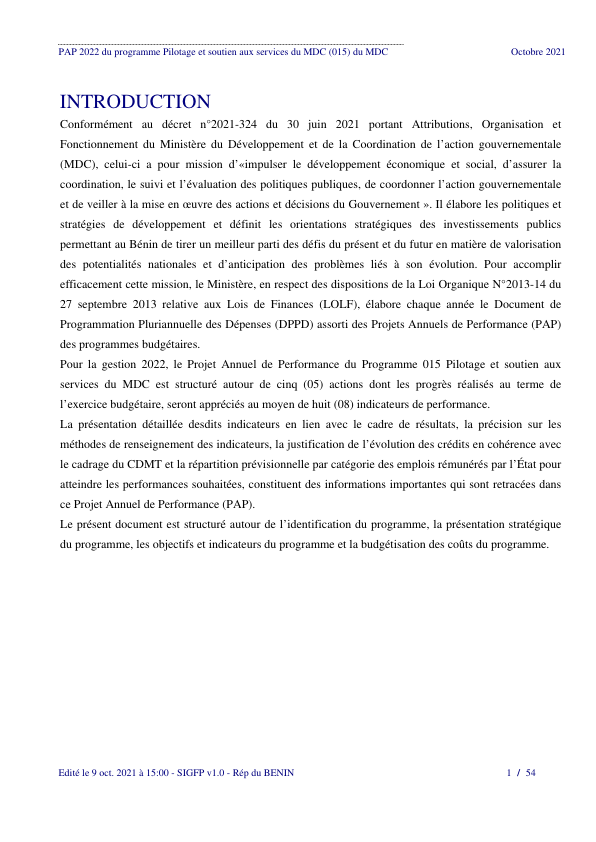 PAP 2022 du programme Pilotage et soutien aux services du MDC (015) du MDC Octobre 2021
INTRODUCTION
Conformément au décret n°2021-324 du 30 juin 2021 portant Attributions, Organisation et
Fonctionnement du Ministère du Développement et de la Coordination de l’action gouvernementale
(MDC), celui-ci a pour mission d’«impulser le développement économique et social, d’assurer la
coordination, le suivi et l’évaluation des politiques publiques, de coordonner l’action gouvernementale
et de veiller à la mise en œuvre des actions et décisions du Gouvernement ». Il élabore les politiques et
stratégies de développement et définit les orientations stratégiques des investissements publics
permettant au Bénin de tirer un meilleur parti des défis du présent et du futur en matière de valorisation
des potentialités nationales et d’anticipation des problèmes liés à son évolution. Pour accomplir
efficacement cette mission, le Ministère, en respect des dispositions de la Loi Organique N°2013-14 du
27 septembre 2013 relative aux Lois de Finances (LOLF), élabore chaque année le Document de
Programmation Pluriannuelle des Dépenses (DPPD) assorti des Projets Annuels de Performance (PAP)
des programmes budgétaires.
Pour la gestion 2022, le Projet Annuel de Performance du Programme 015 Pilotage et soutien aux
services du MDC est structuré autour de cinq (05) actions dont les progrès réalisés au terme de
l’exercice budgétaire, seront appréciés au moyen de huit (08) indicateurs de performance.
La présentation détaillée desdits indicateurs en lien avec le cadre de résultats, la précision sur les
méthodes de renseignement des indicateurs, la justification de l’évolution des crédits en cohérence avec
le cadrage du CDMT et la répartition prévisionnelle par catégorie des emplois rémunérés par l’État pour
atteindre les performances souhaitées, constituent des informations importantes qui sont retracées dans
ce Projet Annuel de Performance (PAP).
Le présent document est structuré autour de l’identification du programme, la présentation stratégique
du programme, les objectifs et indicateurs du programme et la budgétisation des coûts du programme.
Edité le 9 oct. 2021 à 15:00 - SIGFP v1.0 - Rép du BENIN 1 / 54